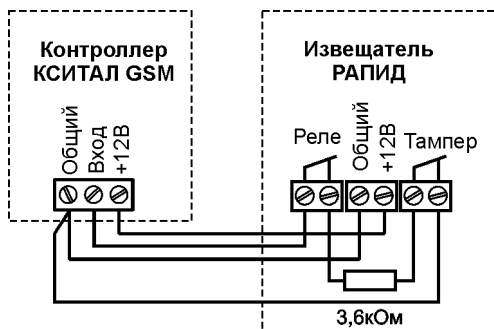 Контроллер
КСИТАЛ GSM
Общий
Вход
+12В
Извещатель
РАПИД
Реле
Общий
+12В
Тампер
3,6кОм